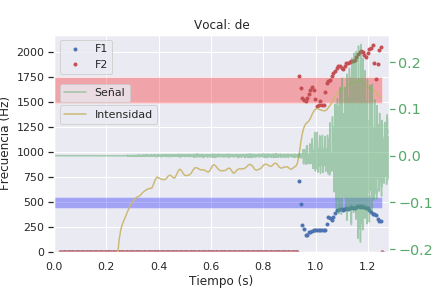 Vocal: de
F1
F2
Señal
Intensidad
Frecuencia (Hz)
2000
1750
1500
1250
1000
750
500
250
0
0.2
0.1
0.0
−0.1
−0.2
0.0 0.2 0.4 0.6 0.8 1.0 1.2
Tiempo (s)